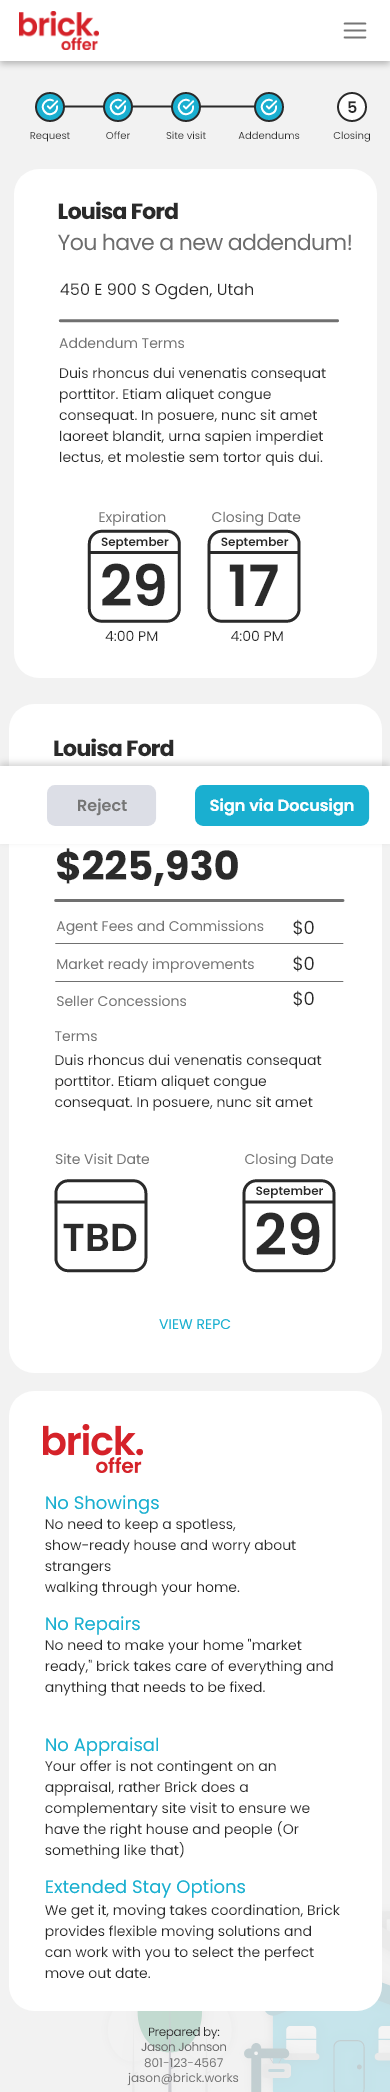 brick.
offer
5
Request Offer Site visit Addendums Closing
Louisa Ford
You have a new addendum!
450 E 900 S Ogden, Utah
Addendum Terms
Duis rhoncus dui venenatis consequat
porttitor. Etiam aliquet congue
consequat. In posuere, nunc sit amet
laoreet blandit, urna sapien imperdiet
lectus, et molestie sem tortor quis dui.
Expiration Closing Date
September September
29 17
4:00 PM 4:00 PM
Louisa Ford
Reject Sign via Docusign
$225,930
Agent Fees and Commissions $0
Market ready improvements $0
Seller Concessions $0
Terms
Duis rhoncus dui venenatis consequat
porttitor. Etiam aliquet congue
consequat. In posuere, nunc sit amet
Site Visit Date Closing Date
September
TBD 29
VIEW REPC
brick.
offer
No Showings
No need to keep a spotless,
show-ready house and worry about
strangers
walking through your home.
No Repairs
No need to make your home "market
ready," brick takes care of everything and
anything that needs to be fixed.
No Appraisal
Your offer is not contingent on an
appraisal, rather Brick does a
complementary site visit to ensure we
have the right house and people (Or
something like that)
Extended Stay Options
We get it, moving takes coordination, Brick
provides flexible moving solutions and
can work with you to select the perfect
move out date.
Prepared by:
Jason Johnson
801-123-4567
jason@brick.works